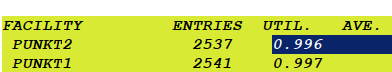 FACILITY ENTRIES UTIL. AVE.
PUNKT2 2537 0.996
PUNKT1 2541 0.997